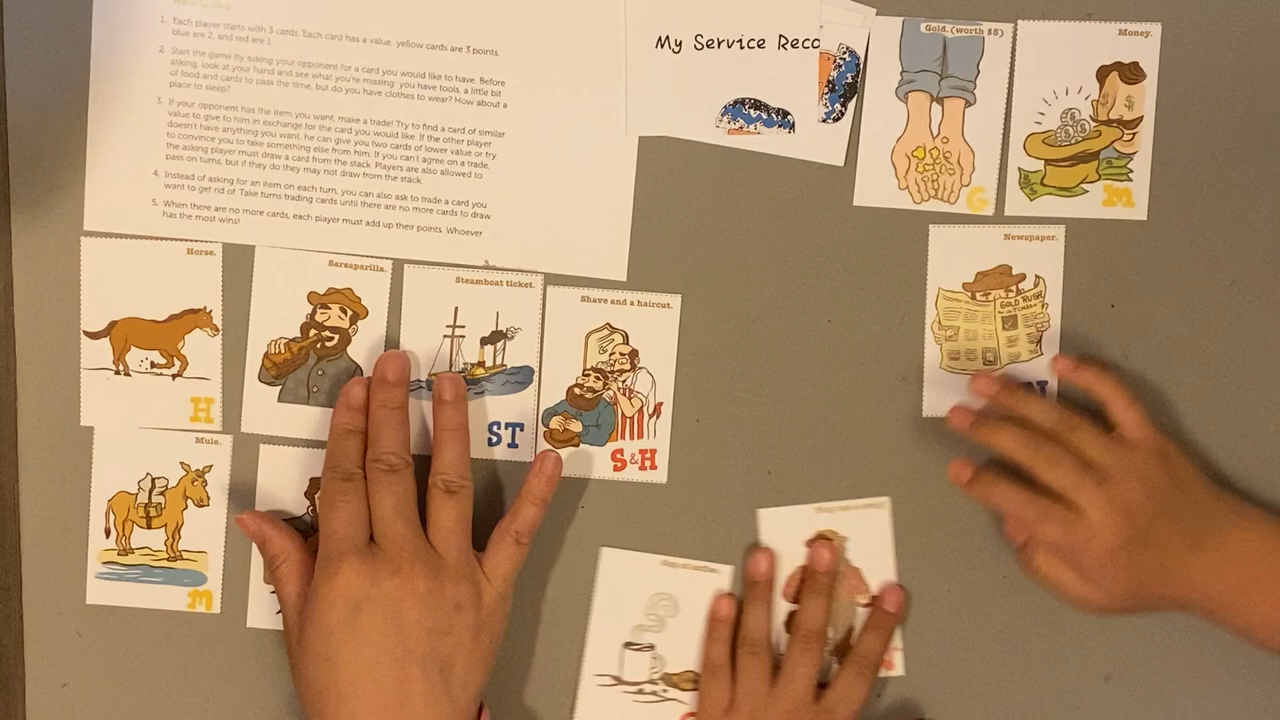 1. Each player starts with 3 cards. Each card has a value: yellow cards are 3 points,
blue are 2, and red are 1.
2. Start the game by asking your opponent for a card you would like to have. Before
asking, look at your hand and see what you're missing: you have tools, a little bit
of food and cards to pass the time, but do you have clothes to wear? How about a
place to sleep?
3. If your opponent has the item you want, make a trade! Try to find a card of similar
value to give to him in exchange for the card you would like. If the other player
doesn't have anything you want, he can give you two cards of lower value or try
to convince you to take something else from him. If you can't agree on a trade,
the asking player must draw a card from the stack. Players are also allowed to
pass on turns, but if they do they may not draw from the stack.
4. Instead of asking for an item on each turn, you can also ask to trade a card you
want to get rid of. Take turns trading cards until there are no more cards to draw.
5. When there are no more cards, each player must add up their points. Whoever
has the most wins!
My Service Reco
Gold. (worth $5)
G
Money.
M
Newspaper.
GOLD RUSH
TIMES
Horse.
H
Sarsaparilla.
Steamboat ticket.
ST
Shave and a haircut.
S&H
Mule.
M